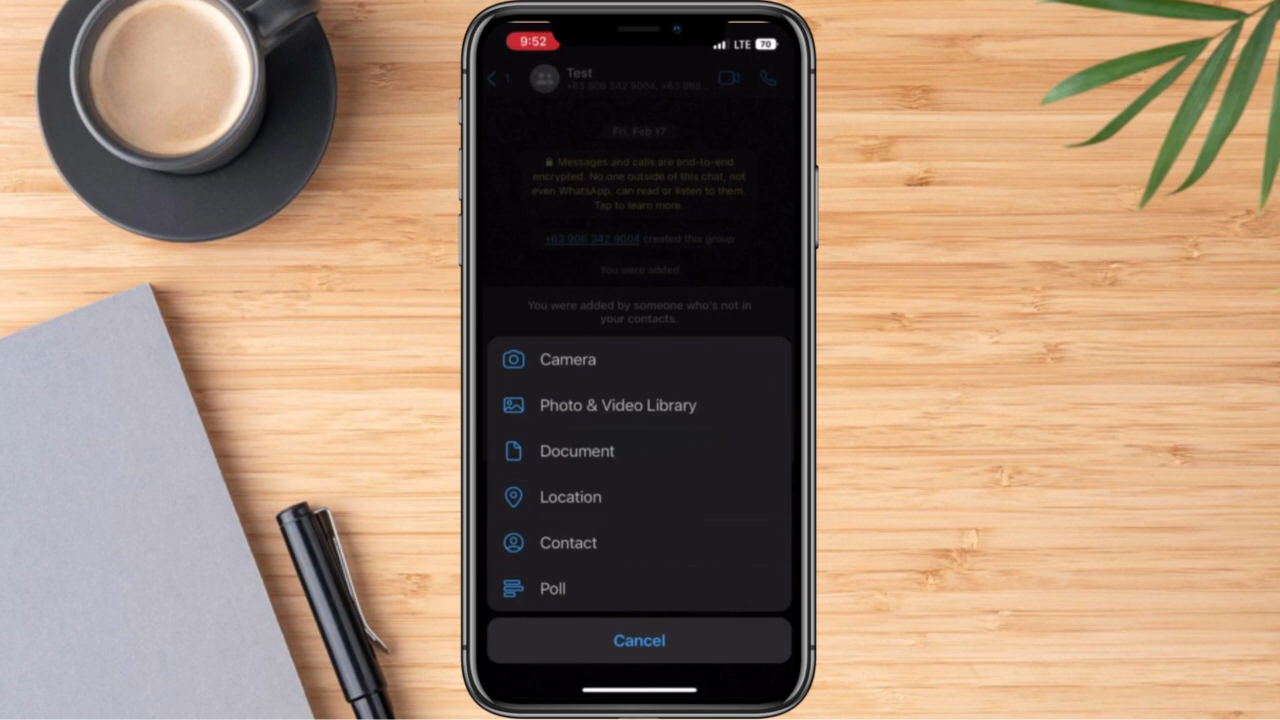 9:52
LTE 70
1
Test
+63 906 342 9004, +63 966...
Fri, Feb 17
Messages and calls are end-to-end
encrypted. No one outside of this chat, not
even WhatsApp, can read or listen to them.
Tap to learn more.
+63 906 342 9004 created this group
You were added
You were added by someone who's not in
your contacts.
Camera
Photo & Video Library
Document
Location
Contact
Poll
Cancel